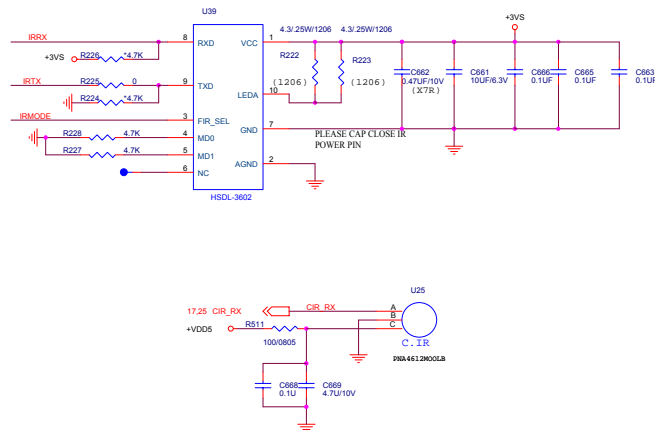 U39
4.3/.25W/1206 4.3/.25W/1206
+3VS
IRRX 8 RXD VCC 1
+3VS R226 *4.7K
R222 R223
C662 C661 C666 C665 C663
0.47UF/10V 10UF/6.3V 0.1UF 0.1UF 0.1UF
(1206) (1206) (X7R)
IRTX R225 0 9 TXD
LEDA 10
R224 *4.7K
IRMODE 3 FIR_SEL
GND 7
R228 4.7K 4 MD0
PLEASE CAP CLOSE IR
POWER PIN
R227 4.7K 5 MD1
AGND 2
6 NC
HSDL-3602
U25
17,25 CIR_RX CIR_RX A
B
+VDD5 R511 C
100/0805
C.IR
PNA4612MOOLB
C668 C669
0.1U 4.7U/10V